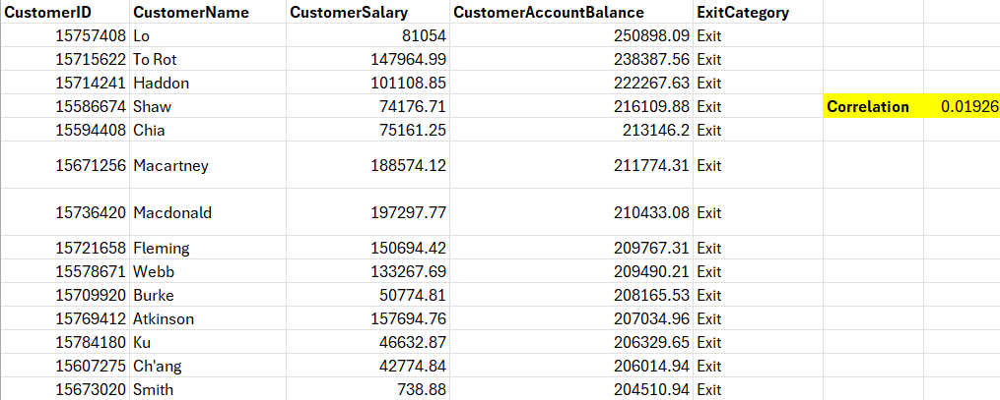 CustomerID CustomerName CustomerSalary CustomerAccountBalance ExitCategory
15757408 Lo 81054 250898.09 Exit
15715622 To Rot 147964.99 238387.56 Exit
15714241 Haddon 101108.85 222267.63 Exit
15586674 Shaw 74176.71 216109.88 Exit Correlation 0.01926
15594408 Chia 75161.25 213146.2 Exit
15671256 Macartney 188574.12 211774.31 Exit
15736420 Macdonald 197297.77 210433.08 Exit
15721658 Fleming 150694.42 209767.31 Exit
15578671 Webb 133267.69 209490.21 Exit
15709920 Burke 50774.81 208165.53 Exit
15769412 Atkinson 157694.76 207034.96 Exit
15784180 Ku 46632.87 206329.65 Exit
15607275 Ch'ang 42774.84 206014.94 Exit
15673020 Smith 738.88 204510.94 Exit